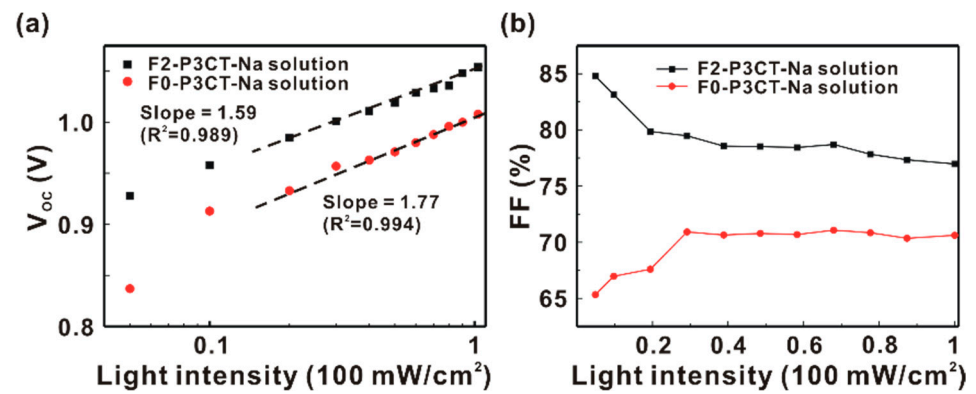 (a)
F2-P3CT-Na solution
F0-P3CT-Na solution
Slope = 1.59
(R²=0.989)
Slope = 1.77
(R²=0.994)
1.0
0.9
0.8
V_OC (V)
0.1
1
Light intensity (100 mW/cm²)
(b)
F2-P3CT-Na solution
F0-P3CT-Na solution
85
80
75
70
65
FF (%)
0.2
0.4
0.6
0.8
1
Light intensity (100 mW/cm²)